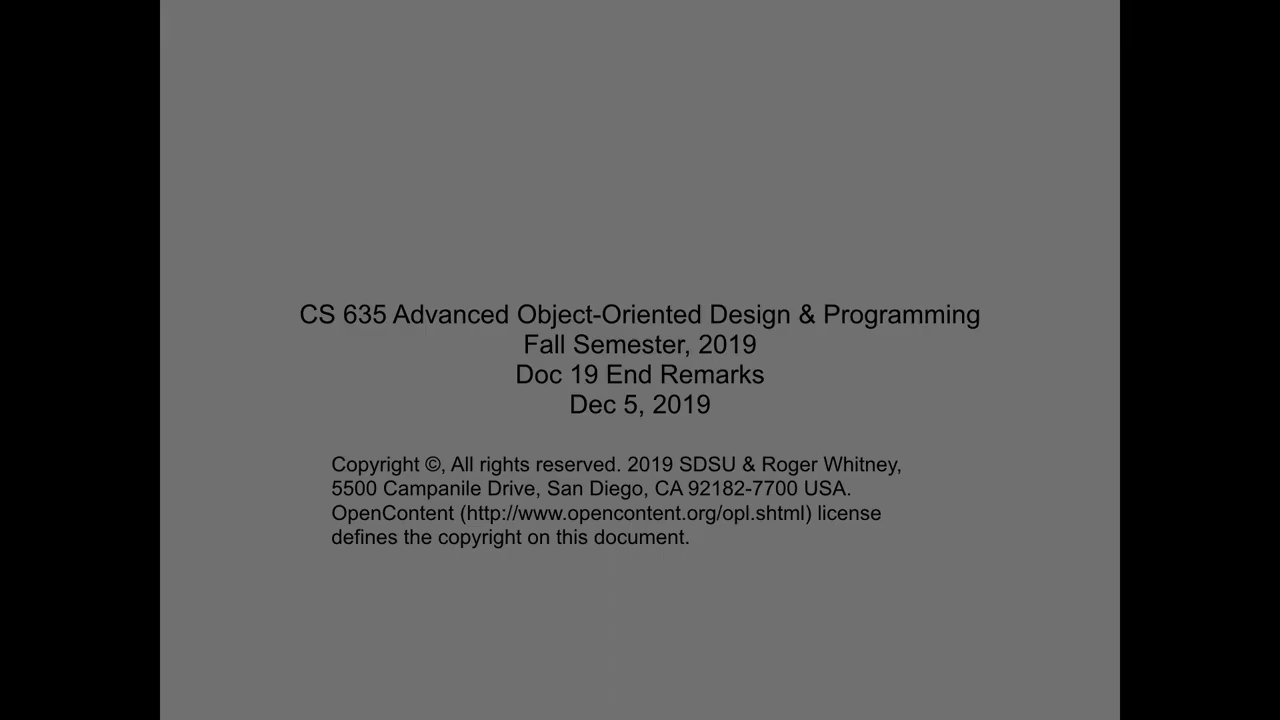 CS 635 Advanced Object-Oriented Design & Programming
Fall Semester, 2019
Doc 19 End Remarks
Dec 5, 2019
Copyright ©, All rights reserved. 2019 SDSU & Roger Whitney,
5500 Campanile Drive, San Diego, CA 92182-7700 USA.
OpenContent (http://www.opencontent.org/opl.shtml) license
defines the copyright on this document.